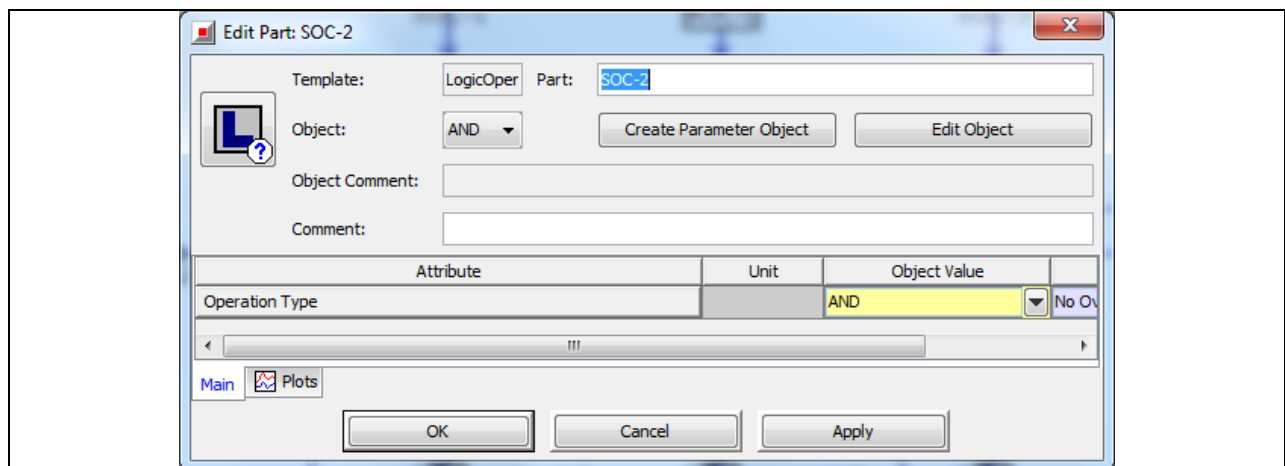 Edit Part: SOC-2
x
Template: LogicOper Part: SOC-2
L ? Object: AND Create Parameter Object Edit Object
Object Comment:
Comment:
Attribute Unit Object Value
Operation Type AND No Ov
Main Plots
OK Cancel Apply